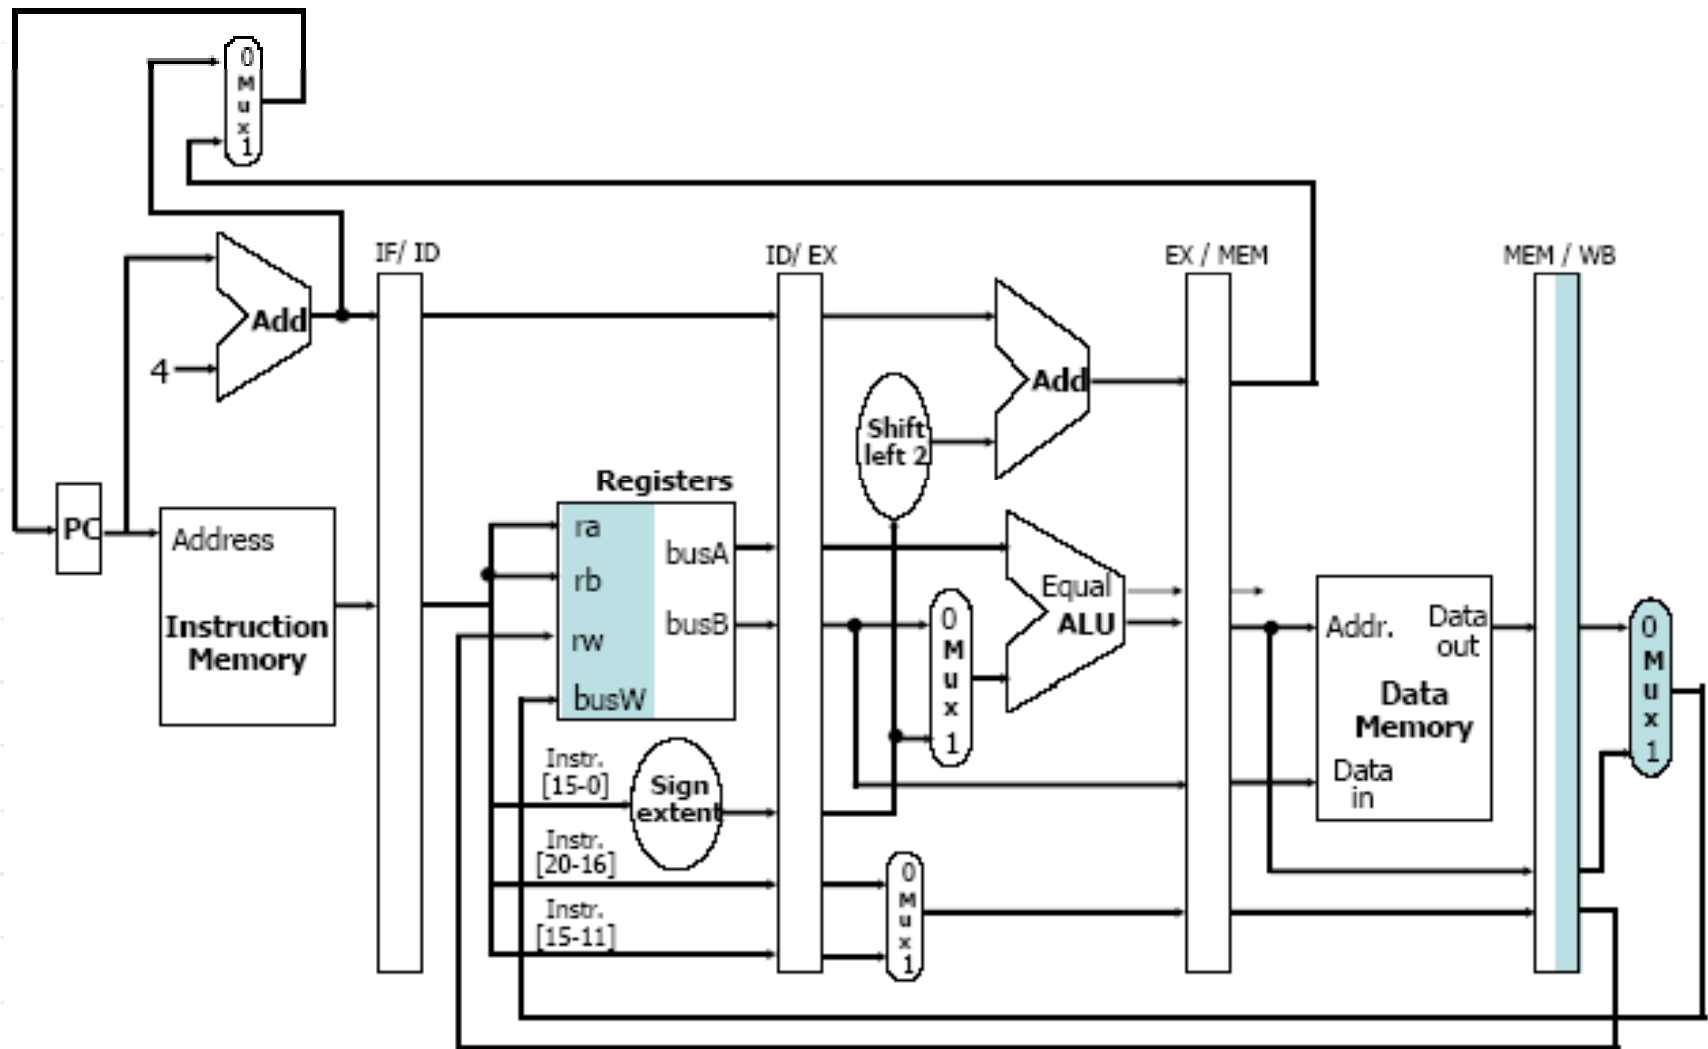 0
M
u
x
1
IF/ ID
ID/ EX
EX / MEM
MEM / WB
Add
4
Add
Shift
left 2
Registers
PC
Address
Instruction
Memory
ra
rb
rw
busW
busA
busB
Equal
ALU
0
M
u
x
1
Addr.
Data
out
Data
Memory
Data
in
0
M
u
x
1
Instr.
[15-0]
Sign
extent
Instr.
[20-16]
Instr.
[15-11]
0
M
u
x
1